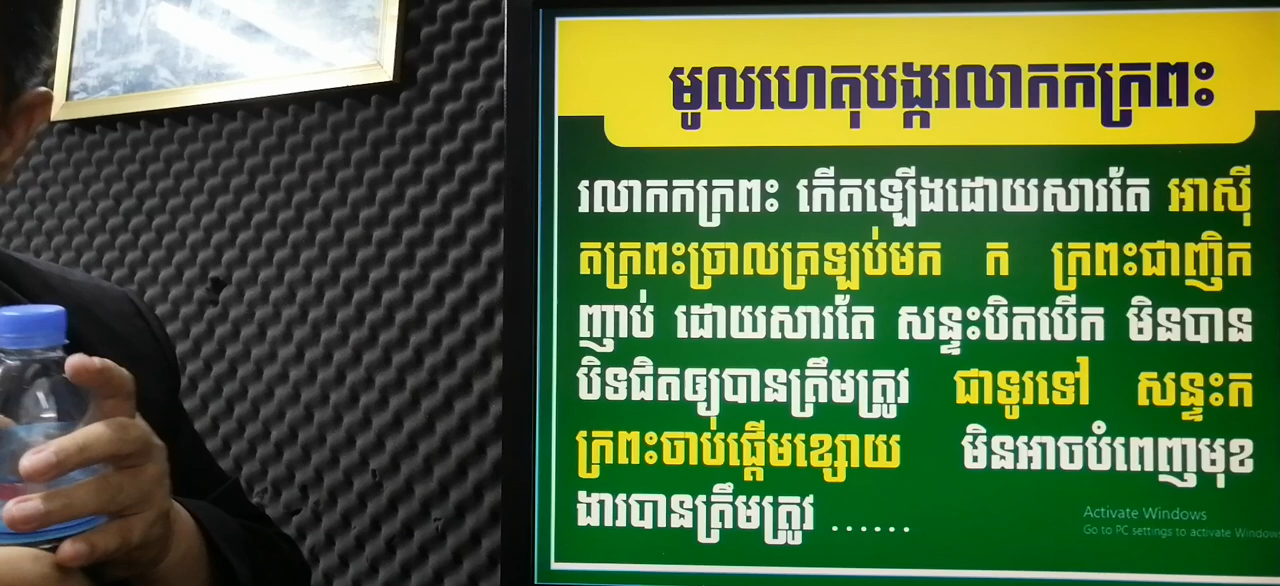 មូលហេតុបង្ករលាកកក្រពះ
រលាកកក្រពះ កើតឡើងដោយសារតែ អាស៊ី
តក្រពះច្រាលត្រឡប់មក ក ក្រពះជាញឹក
ញាប់ ដោយសារតែ សន្ទះបិតបើក មិនបាន
បិទជិតឲ្យបានត្រឹមត្រូវ ជាទូរទៅ សន្ទះក
ក្រពះចាប់ផ្តើមខ្សោយ មិនអាចបំពេញមុខ
ងារបានត្រឹមត្រូវ ......
Activate Windows
Go to PC settings to activate Windows